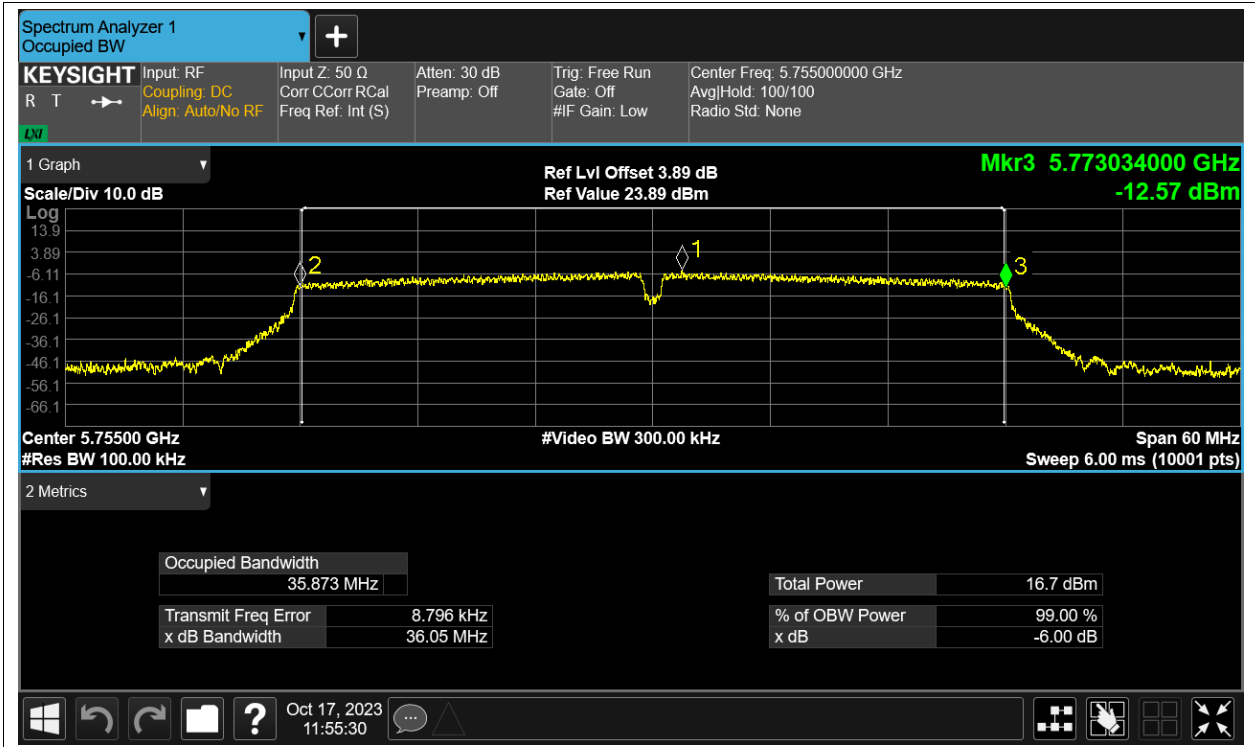 Spectrum Analyzer 1
Occupied BW
+
KEYSIGHT
R T
LXI
Input: RF
Coupling: DC
Align: Auto/No RF
Input Z: 50 Ω
Corr CCorr RCal
Freq Ref: Int (S)
Atten: 30 dB
Preamp: Off
Trig: Free Run
Gate: Off
#IF Gain: Low
Center Freq: 5.755000000 GHz
Avg|Hold: 100/100
Radio Std: None
1 Graph
Scale/Div 10.0 dB
Ref Lvl Offset 3.89 dB
Ref Value 23.89 dBm
Mkr3 5.773034000 GHz
-12.57 dBm
Log
13.9
3.89
-6.11
-16.1
-26.1
-36.1
-46.1
-56.1
-66.1
2
1
3
Center 5.75500 GHz
#Video BW 300.00 kHz
Span 60 MHz
#Res BW 100.00 kHz
Sweep 6.00 ms (10001 pts)
2 Metrics
Occupied Bandwidth
35.873 MHz
Transmit Freq Error 8.796 kHz
x dB Bandwidth 36.05 MHz
Total Power 16.7 dBm
% of OBW Power 99.00 %
x dB -6.00 dB
?
Oct 17, 2023
11:55:30